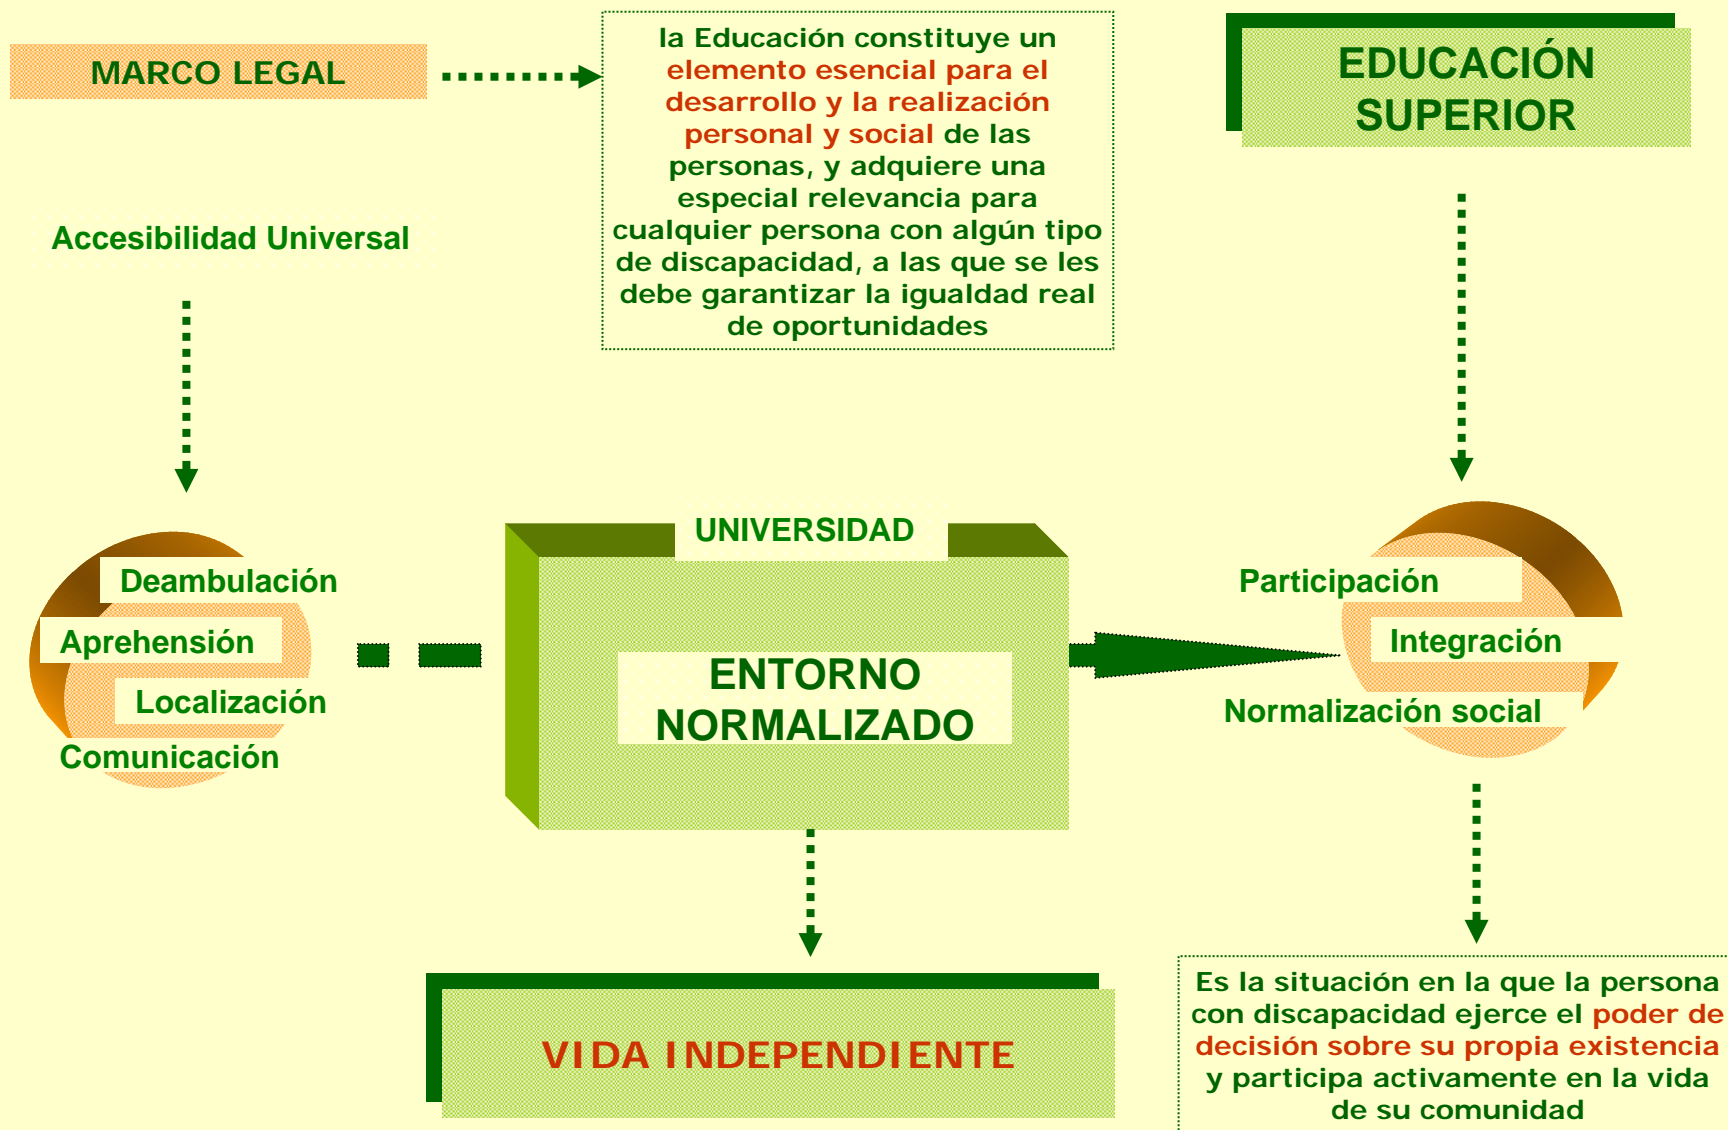 MARCO LEGAL
la Educación constituye un
elemento esencial para el
desarrollo y la realización
personal y social de las
personas, y adquiere una
especial relevancia para
cualquier persona con algún tipo
de discapacidad, a las que se les
debe garantizar la igualdad real
de oportunidades
EDUCACIÓN
SUPERIOR
Accesibilidad Universal
Deambulación
Aprehensión
Localización
Comunicación
UNIVERSIDAD
ENTORNO
NORMALIZADO
Participación
Integración
Normalización social
VIDA INDEPENDIENTE
Es la situación en la que la persona
con discapacidad ejerce el poder de
decisión sobre su propia existencia
y participa activamente en la vida
de su comunidad